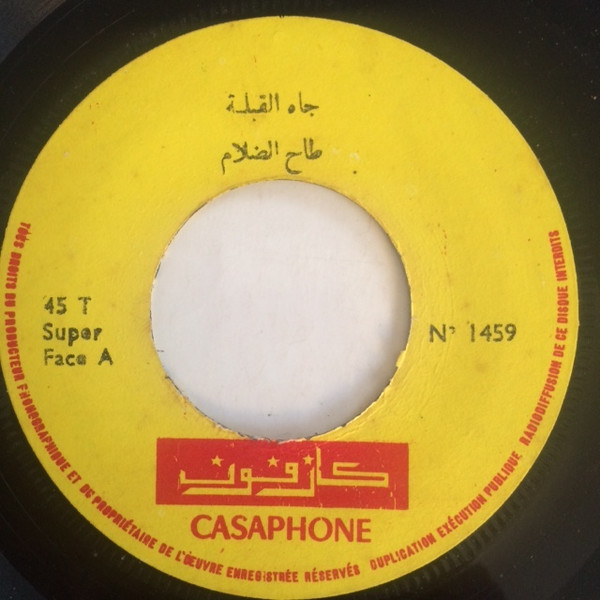 جاه القبلة
طاح الضلام
45 T
Super
Face A
N° 1459
كازفون
CASAPHONE
TOUS DROITS DU PRODUCTEUR PHONOGRAPHIQUE ET DU PROPRIÉTAIRE DE L'ŒUVRE ENREGISTRÉE RÉSERVÉS DUPLICATION EXÉCUTION PUBLIQUE RADIODIFFUSION DE CE DISQUE INTERDITS